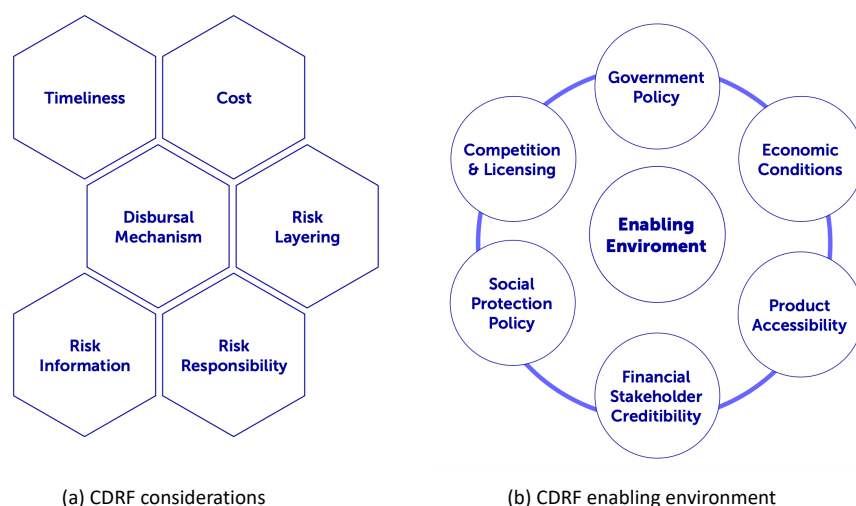 Timeliness
Cost
Disbursal
Mechanism
Risk
Layering
Risk
Information
Risk
Responsibility
(a) CDRF considerations
Government
Policy
Competition
& Licensing
Economic
Conditions
Enabling
Enviroment
Social
Protection
Policy
Product
Accessibility
Financial
Stakeholder
Creditibility
(b) CDRF enabling environment